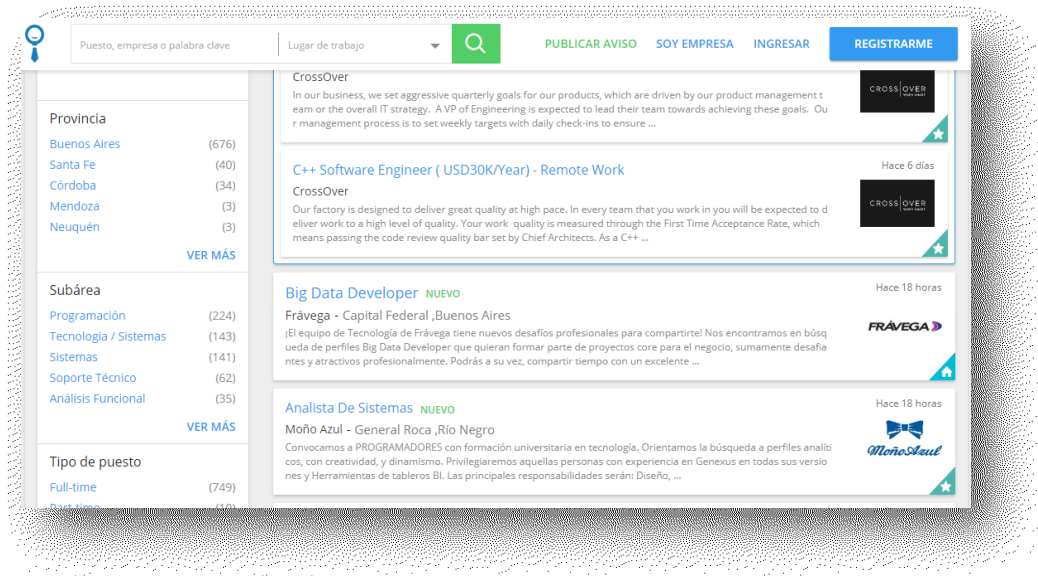 Puesto, empresa o palabra clave
Lugar de trabajo
PUBLICAR AVISO
SOY EMPRESA
INGRESAR
REGISTRARME
Provincia
Buenos Aires (676)
Santa Fe (40)
Córdoba (34)
Mendoza (3)
Neuquén (3)
VER MÁS
Subárea
Programación (224)
Tecnologia / Sistemas (143)
Sistemas (141)
Soporte Técnico (62)
Análisis Funcional (35)
VER MÁS
Tipo de puesto
Full-time (749)
Part-time (10)
CrossOver
In our business, we set aggressive quarterly goals for our products, which are driven by our product management t
eam or the overall IT strategy. A VP of Engineering is expected to lead their team towards achieving these goals. Ou
r management process is to set weekly targets with daily check-ins to ensure ...
CROSSOVER
C++ Software Engineer ( USD30K/Year) - Remote Work
Hace 6 días
CrossOver
Our factory is designed to deliver great quality at high pace. In every team that you work in you will be expected to d
eliver work to a high level of quality. Your work quality is measured through the First Time Acceptance Rate, which
means passing the code review quality bar set by Chief Architects. As a C++ ...
CROSSOVER
Big Data Developer NUEVO
Hace 18 horas
Frávega - Capital Federal ,Buenos Aires
¡El equipo de Tecnología de Frávega tiene nuevos desafíos profesionales para compartirte! Nos encontramos en búsq
ueda de perfiles Big Data Developer que quieran formar parte de proyectos core para el negocio, sumamente desafia
ntes y atractivos profesionalmente. Podrás a su vez, compartir tiempo con un excelente ...
FRÁVEGA
Analista De Sistemas NUEVO
Hace 18 horas
Moño Azul - General Roca ,Río Negro
Convocamos a PROGRAMADORES con formación universitaria en tecnología. Orientamos la búsqueda a perfiles analíti
cos, con creatividad, y dinamismo. Privilegiaremos aquellas personas con experiencia en Genexus en todas sus versio
nes y Herramientas de tableros BI. Las principales responsabilidades serán: Diseño, ...
Moño Azul